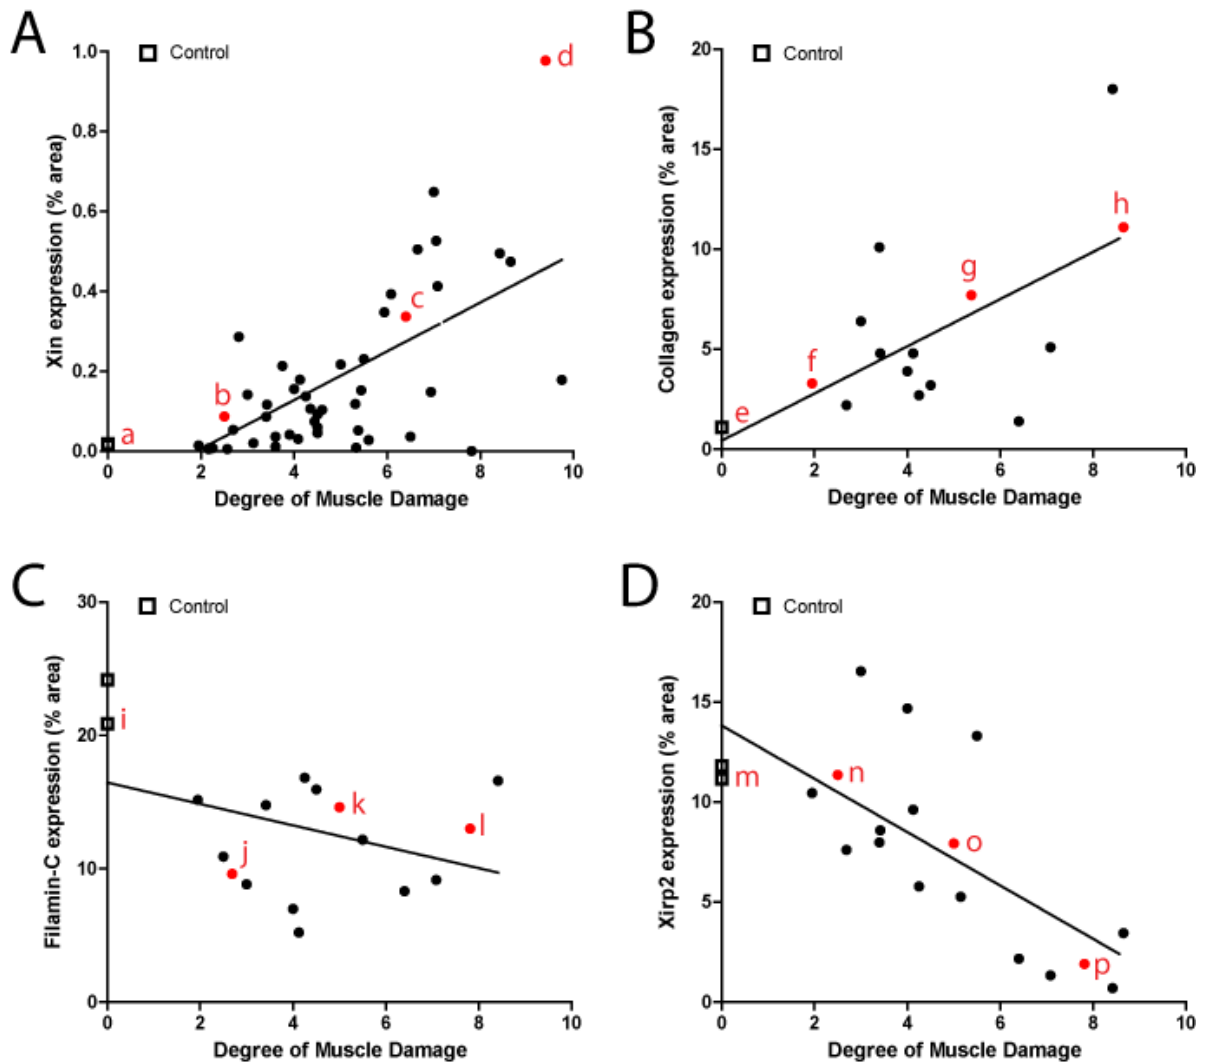 A
Control
Xin expression (% area)
1.0
0.8
0.6
0.4
0.2
0.0
0 2 4 6 8 10
Degree of Muscle Damage
a
b
c
d
B
Control
Collagen expression (% area)
20
15
10
5
0
0 2 4 6 8 10
Degree of Muscle Damage
e
f
g
h
C
Control
Filamin-C expression (% area)
30
20
10
0
0 2 4 6 8 10
Degree of Muscle Damage
i
j
k
l
D
Control
Xirp2 expression (% area)
20
15
10
5
0
0 2 4 6 8 10
Degree of Muscle Damage
m
n
o
p